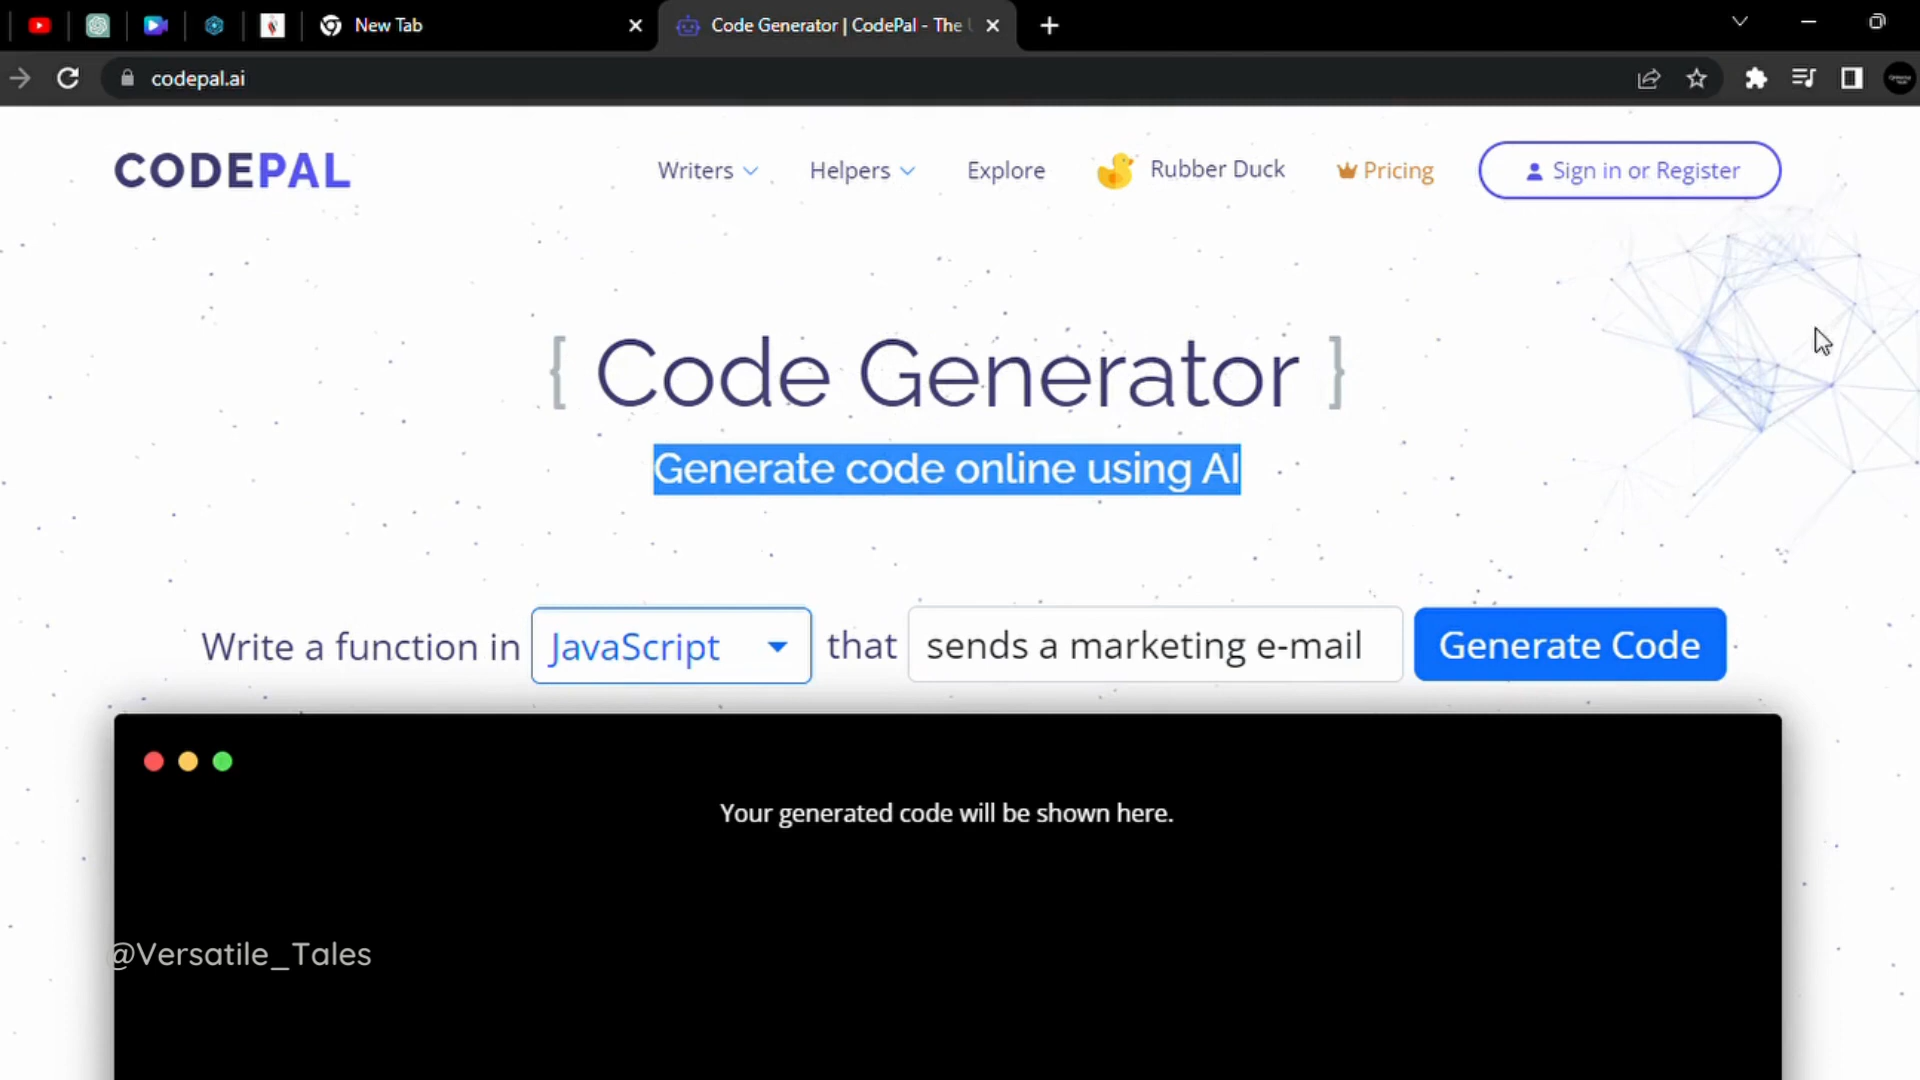 New Tab
Code Generator | CodePal - The
codepal.ai
CODEPAL
Writers
Helpers
Explore
Rubber Duck
Pricing
Sign in or Register
{ Code Generator }
Generate code online using AI
Write a function in JavaScript that sends a marketing e-mail Generate Code
Your generated code will be shown here.
@Versatile_Tales